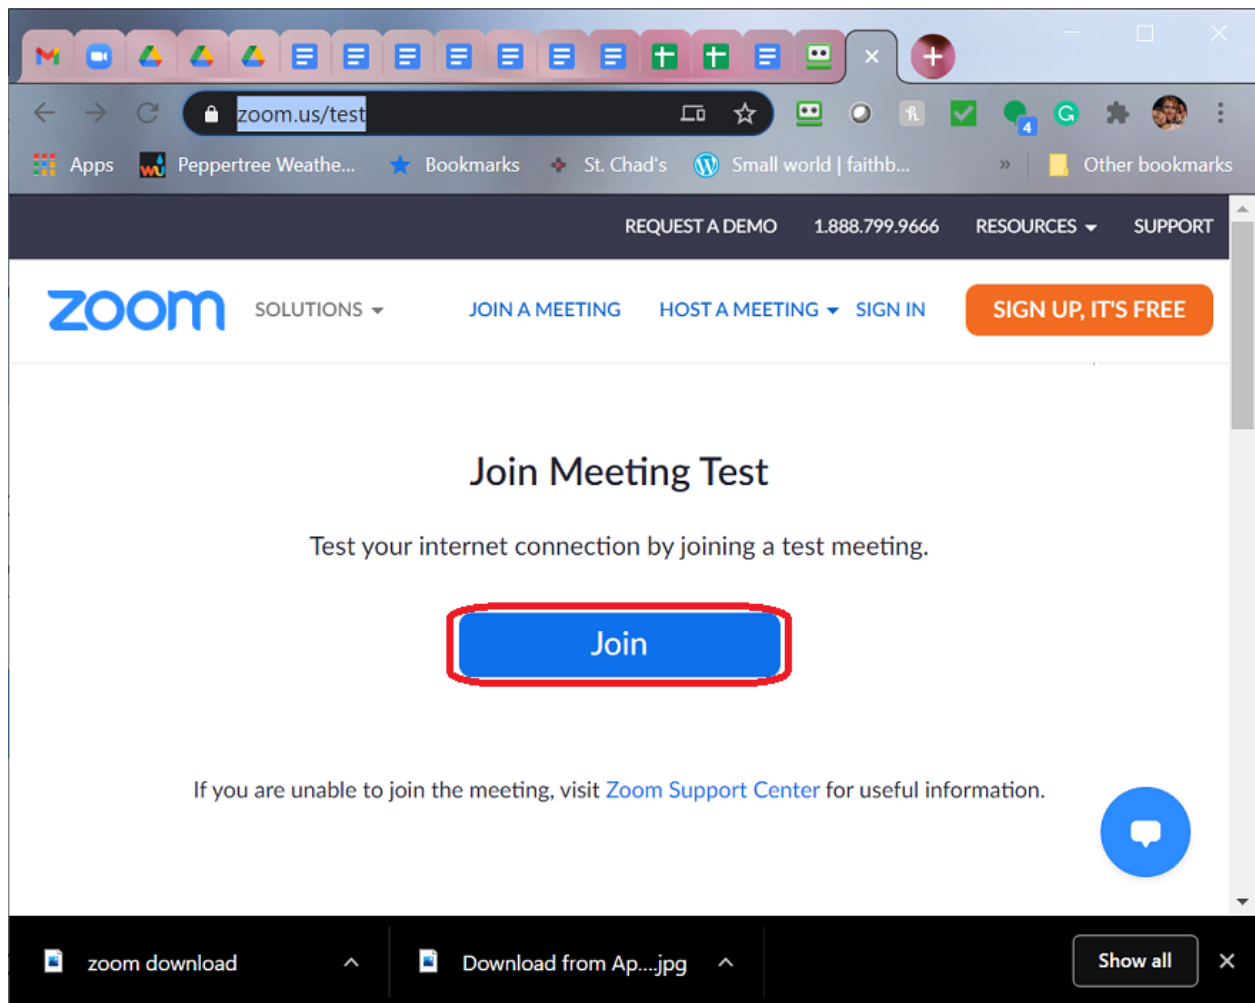 zoom.us/test
4
Apps Peppertree Weathe... Bookmarks St. Chad's Small world | faithb... » Other bookmarks
REQUEST A DEMO 1.888.799.9666 RESOURCES SUPPORT
zoom SOLUTIONS JOIN A MEETING HOST A MEETING SIGN IN SIGN UP, IT'S FREE
Join Meeting Test
Test your internet connection by joining a test meeting.
Join
If you are unable to join the meeting, visit Zoom Support Center for useful information.
zoom download Download from Ap....jpg Show all